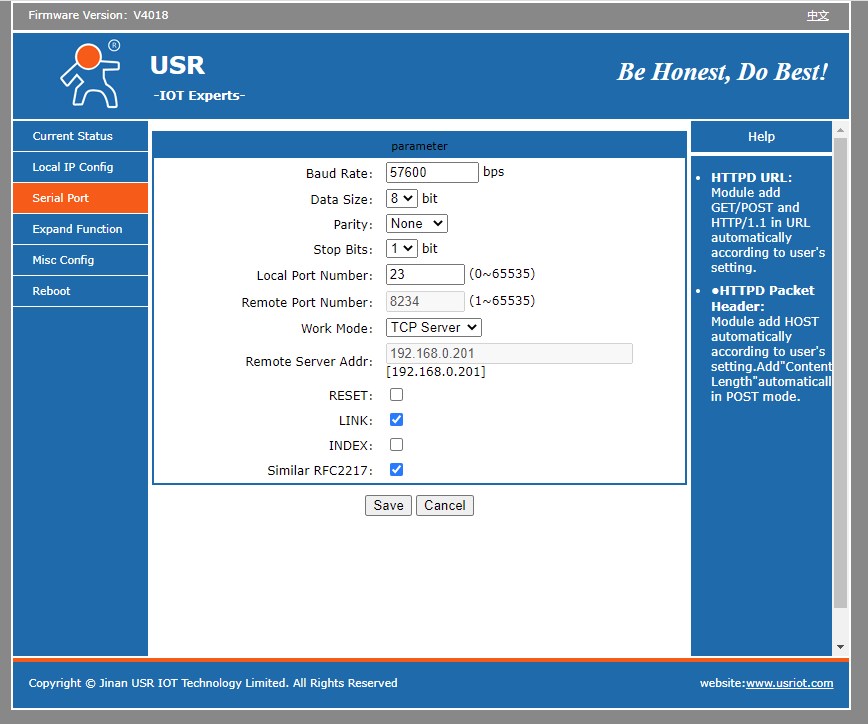 Firmware Version: V4018
中文
®
USR
-IOT Experts-
Be Honest, Do Best!
Current Status
Local IP Config
Serial Port
Expand Function
Misc Config
Reboot
parameter
Baud Rate: 57600 bps
Data Size: 8 bit
Parity: None
Stop Bits: 1 bit
Local Port Number: 23 (0~65535)
Remote Port Number: 8234 (1~65535)
Work Mode: TCP Server
Remote Server Addr: 192.168.0.201
[192.168.0.201]
RESET:
LINK:
INDEX:
Similar RFC2217:
Save Cancel
Help
• HTTPD URL:
Module add
GET/POST and
HTTP/1.1 in URL
automatically
according to user's
setting.
• ●HTTPD Packet
Header:
Module add HOST
automatically
according to user's
setting.Add"Content
Length"automaticall
in POST mode.
Copyright © Jinan USR IOT Technology Limited. All Rights Reserved
website:www.usriot.com